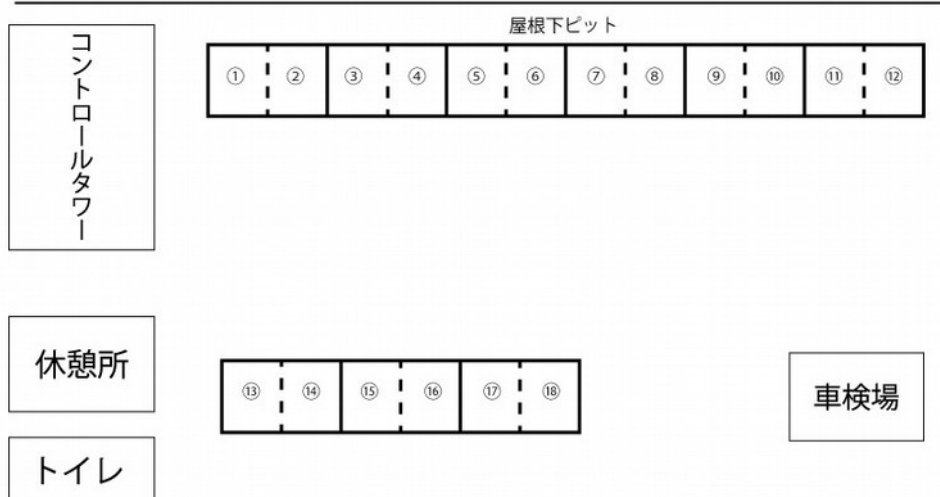 屋根下ピット
コントロールタワー
① ② ③ ④ ⑤ ⑥ ⑦ ⑧ ⑨ ⑩ ⑪ ⑫
休憩所
⑬ ⑭ ⑮ ⑯ ⑰ ⑱
車検場
トイレ